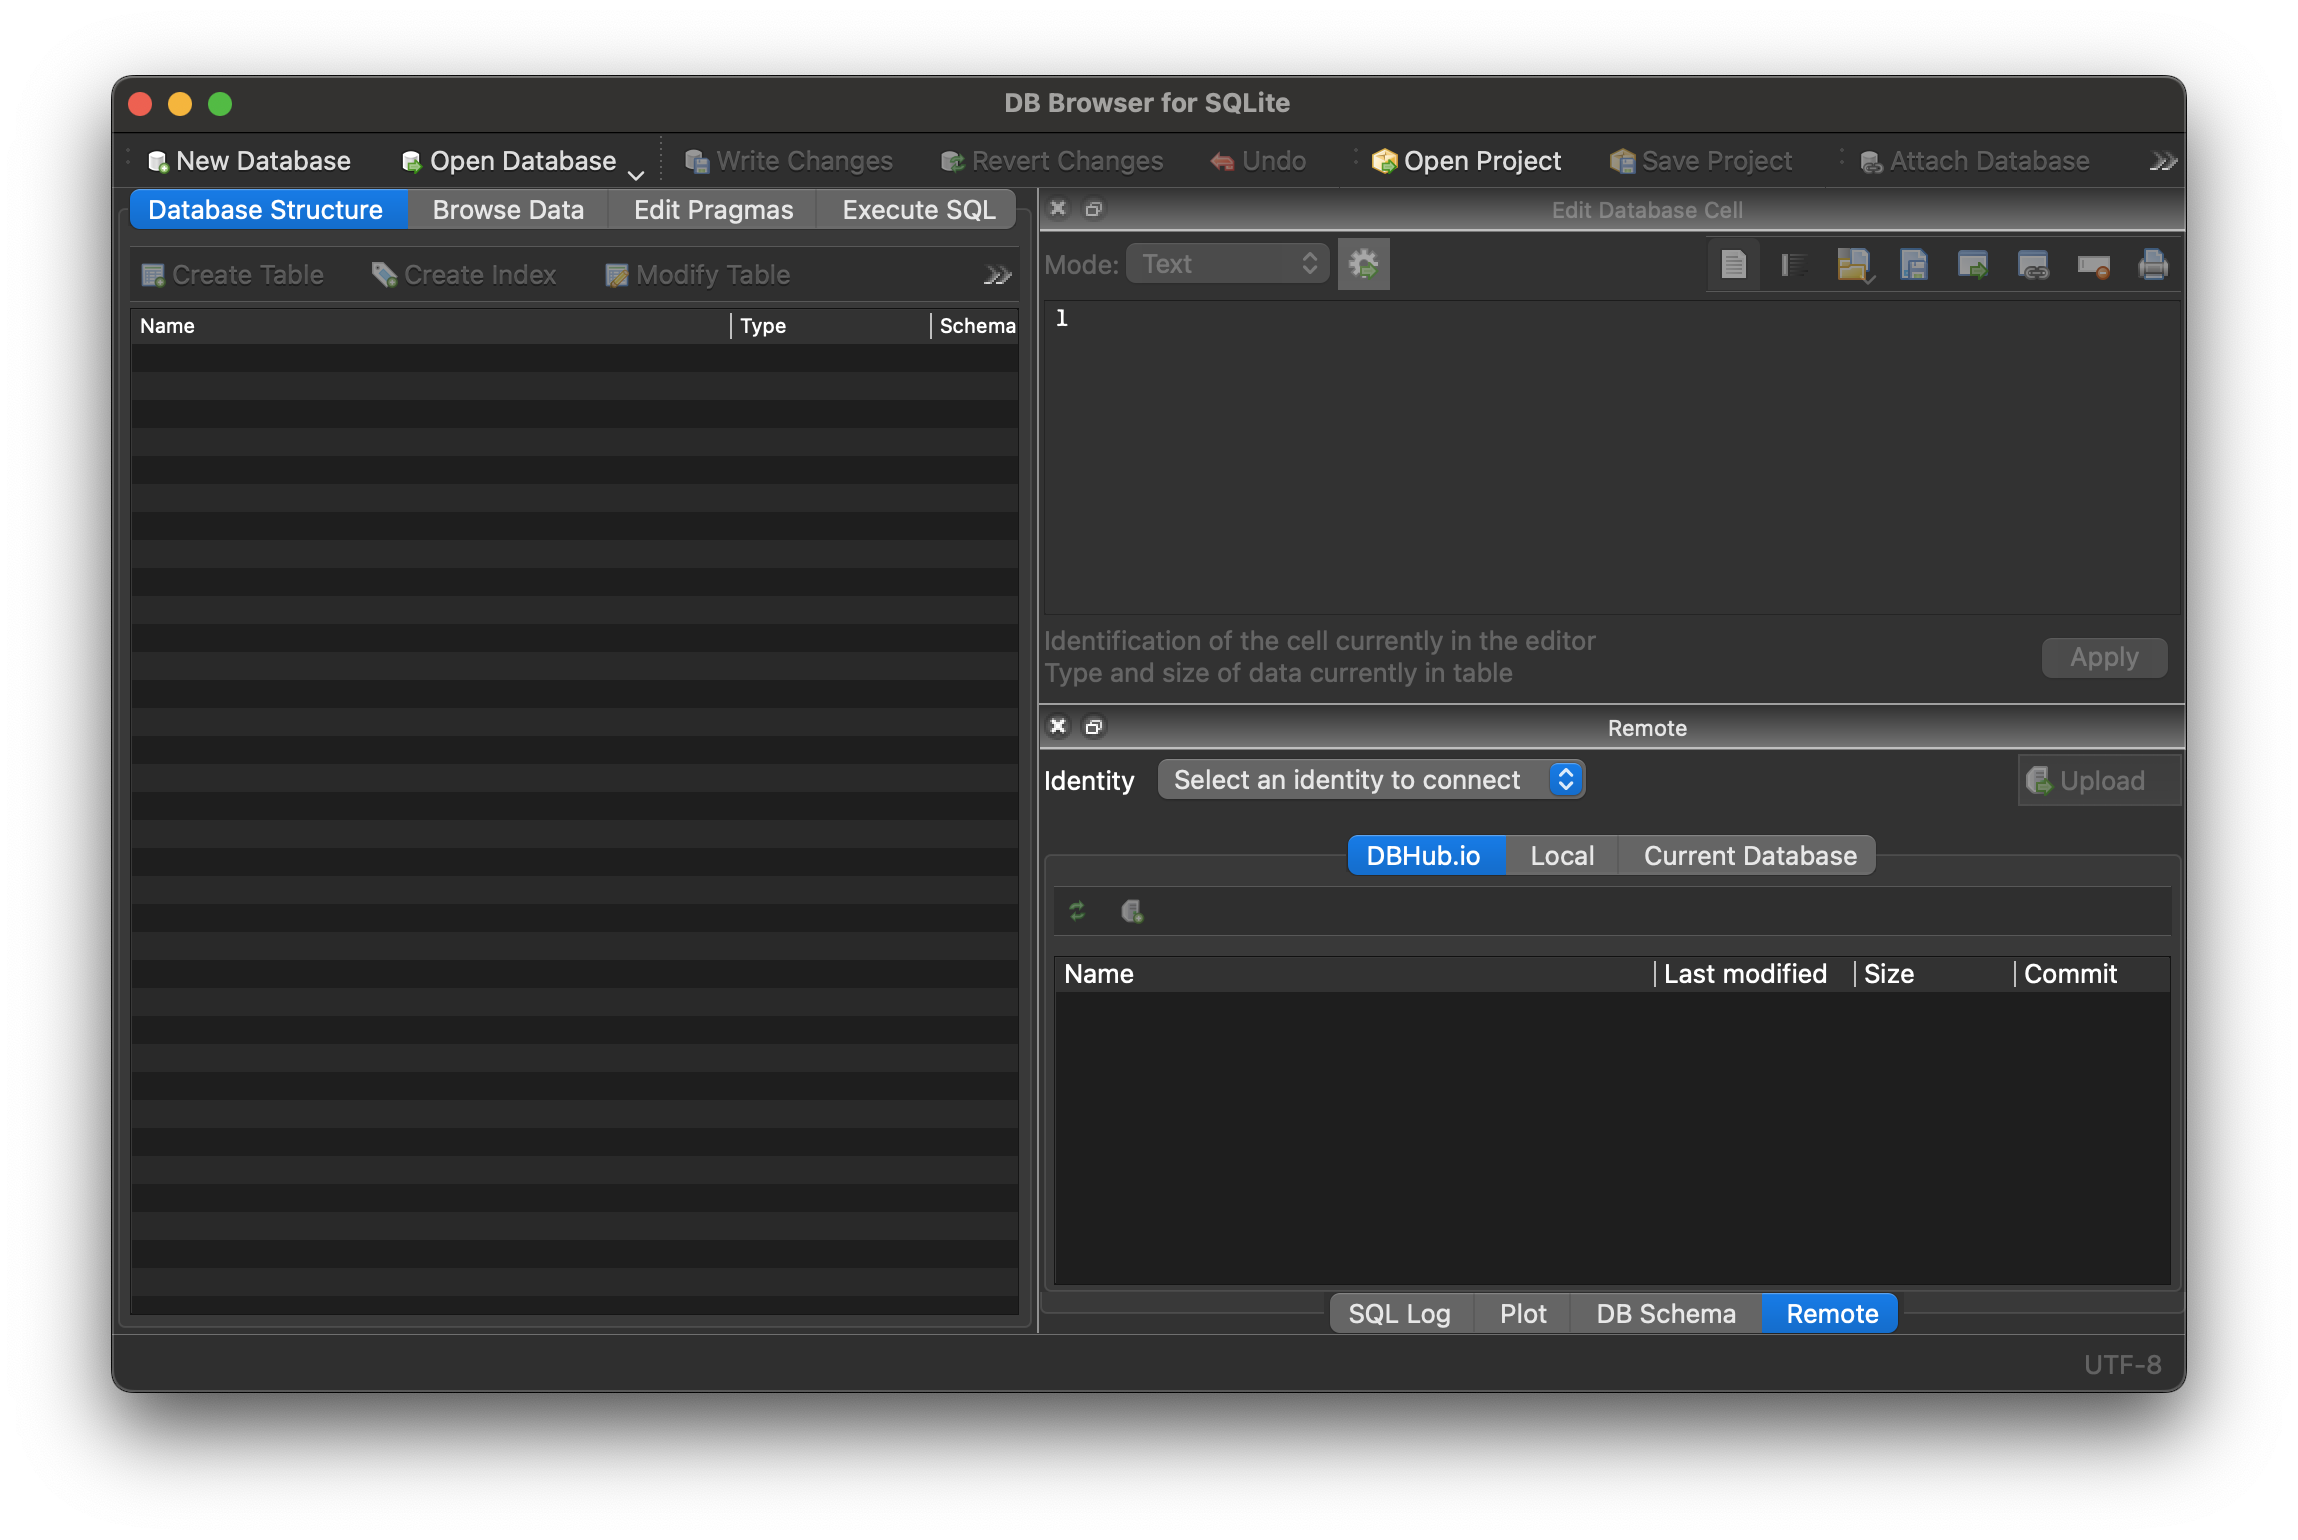 DB Browser for SQLite
New Database
Open Database
Write Changes
Revert Changes
Undo
Open Project
Save Project
Attach Database
Database Structure
Browse Data
Edit Pragmas
Execute SQL
Create Table
Create Index
Modify Table
Name
Type
Schema
Edit Database Cell
Mode:
Text
1
Identification of the cell currently in the editor
Type and size of data currently in table
Apply
Remote
Identity
Select an identity to connect
Upload
DBHub.io
Local
Current Database
Name
Last modified
Size
Commit
SQL Log
Plot
DB Schema
Remote
UTF-8